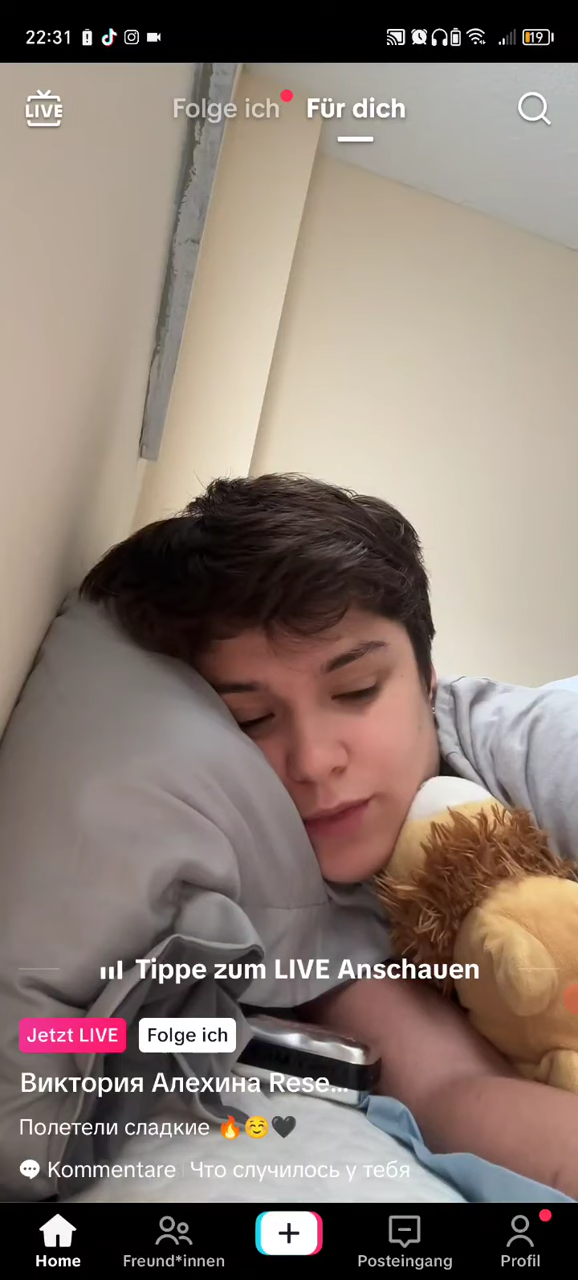 22:31
19
LIVE
Folge ich
Für dich
Tippe zum LIVE Anschauen
Jetzt LIVE
Folge ich
Виктория Алехина Rese...
Полетели сладкие 🔥☺️🖤
Kommentare
Что случилось у тебя
Home
Freund*innen
Posteingang
Profil